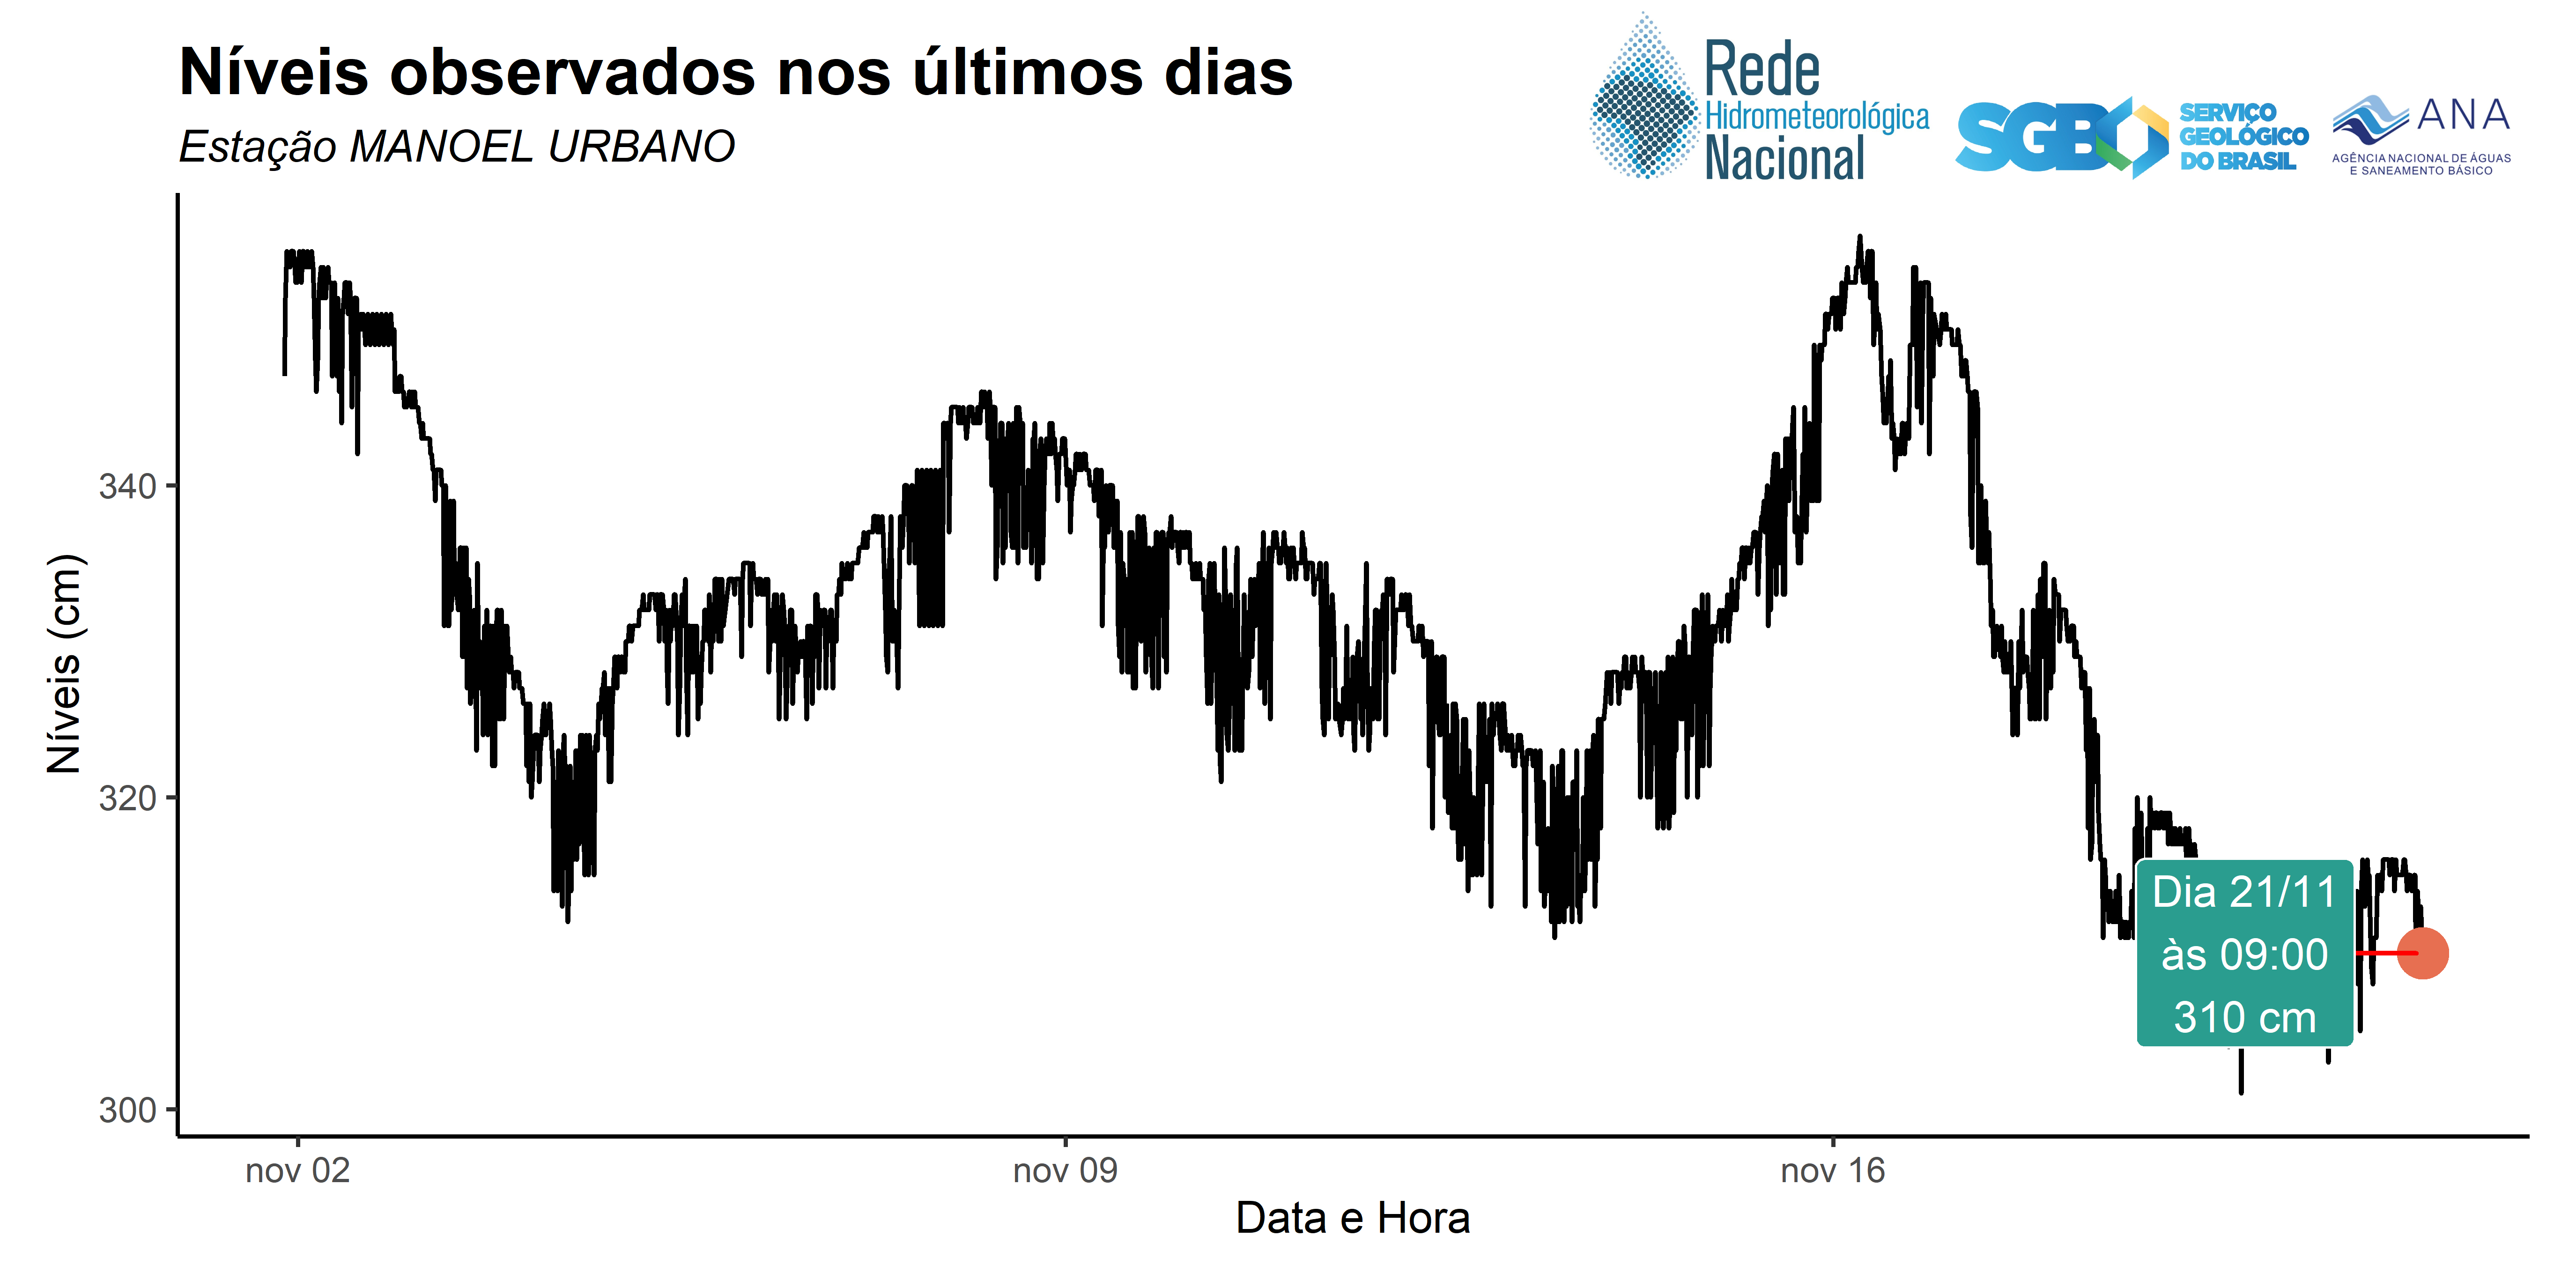 Níveis observados nos últimos dias
Estação MANOEL URBANO
Rede
Hidrometeorológica
Nacional
SGB
SERVIÇO
GEOLÓGICO
DO BRASIL
ANA
AGÊNCIA NACIONAL DE ÁGUAS
E SANEAMENTO BÁSICO
Níveis (cm)
340
320
300
Dia 21/11
às 09:00
310 cm
nov 02
nov 09
nov 16
Data e Hora